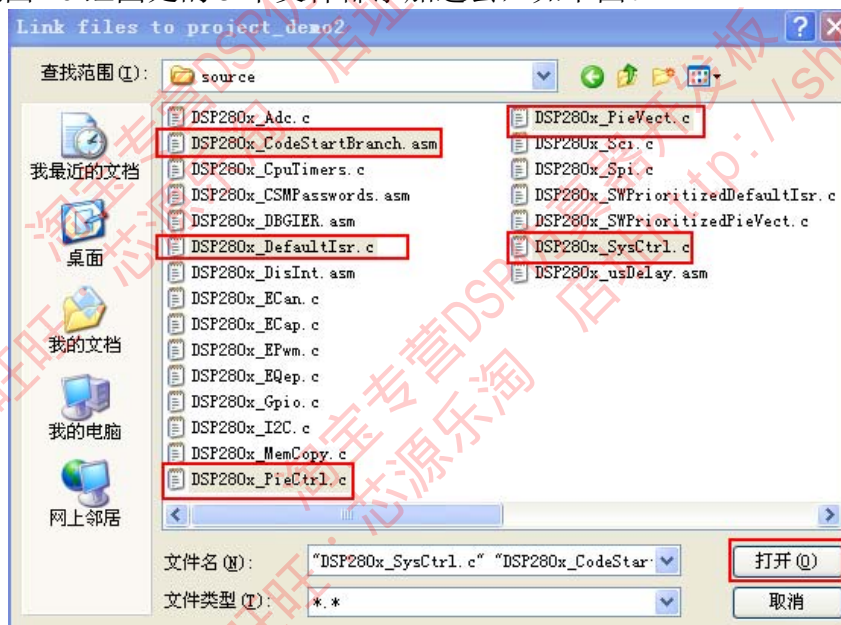 Link files to project_demo2
查找范围(I):
source
我最近的文档
桌面
我的文档
我的电脑
网上邻居
DSP280x_Adc.c
DSP280x_CodeStartBranch.asm
DSP280x_CpuTimers.c
DSP280x_CSMPasswords.asm
DSP280x_DBGIER.asm
DSP280x_DefaultIsr.c
DSP280x_DisInt.asm
DSP280x_ECan.c
DSP280x_ECap.c
DSP280x_EPwm.c
DSP280x_EQep.c
DSP280x_Gpio.c
DSP280x_I2C.c
DSP280x_MemCopy.c
DSP280x_PieCtrl.c
DSP280x_PieVect.c
DSP280x_Sci.c
DSP280x_Spi.c
DSP280x_SWPrioritizedDefaultIsr.c
DSP280x_SWPrioritizedPieVect.c
DSP280x_SysCtrl.c
DSP280x_usDelay.asm
文件名(N):
"DSP280x_SysCtrl.c" "DSP280x_CodeStar
打开(O)
文件类型(T):
*.*
取消